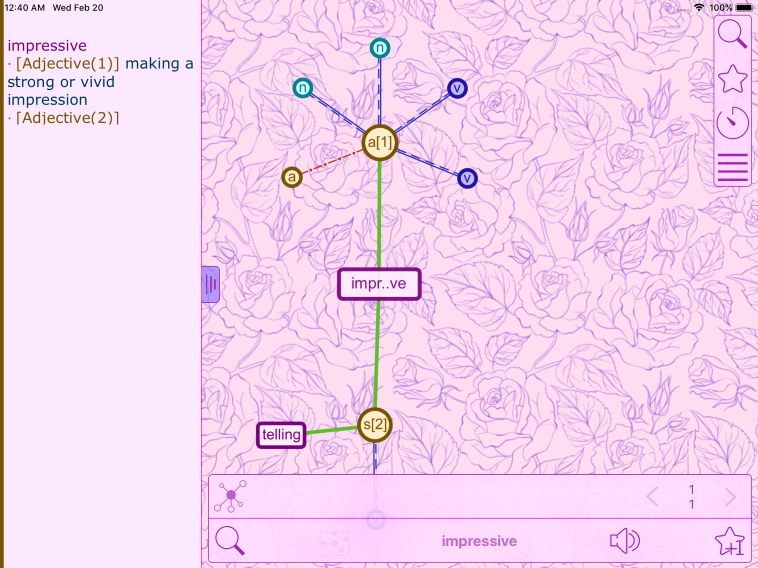 12:40 AM Wed Feb 20
100%
impressive
· [Adjective(1)] making a
strong or vivid
impression
· [Adjective(2)]
n
n
v
a[1]
a
v
impr..ve
s[2]
telling
1
1
impressive